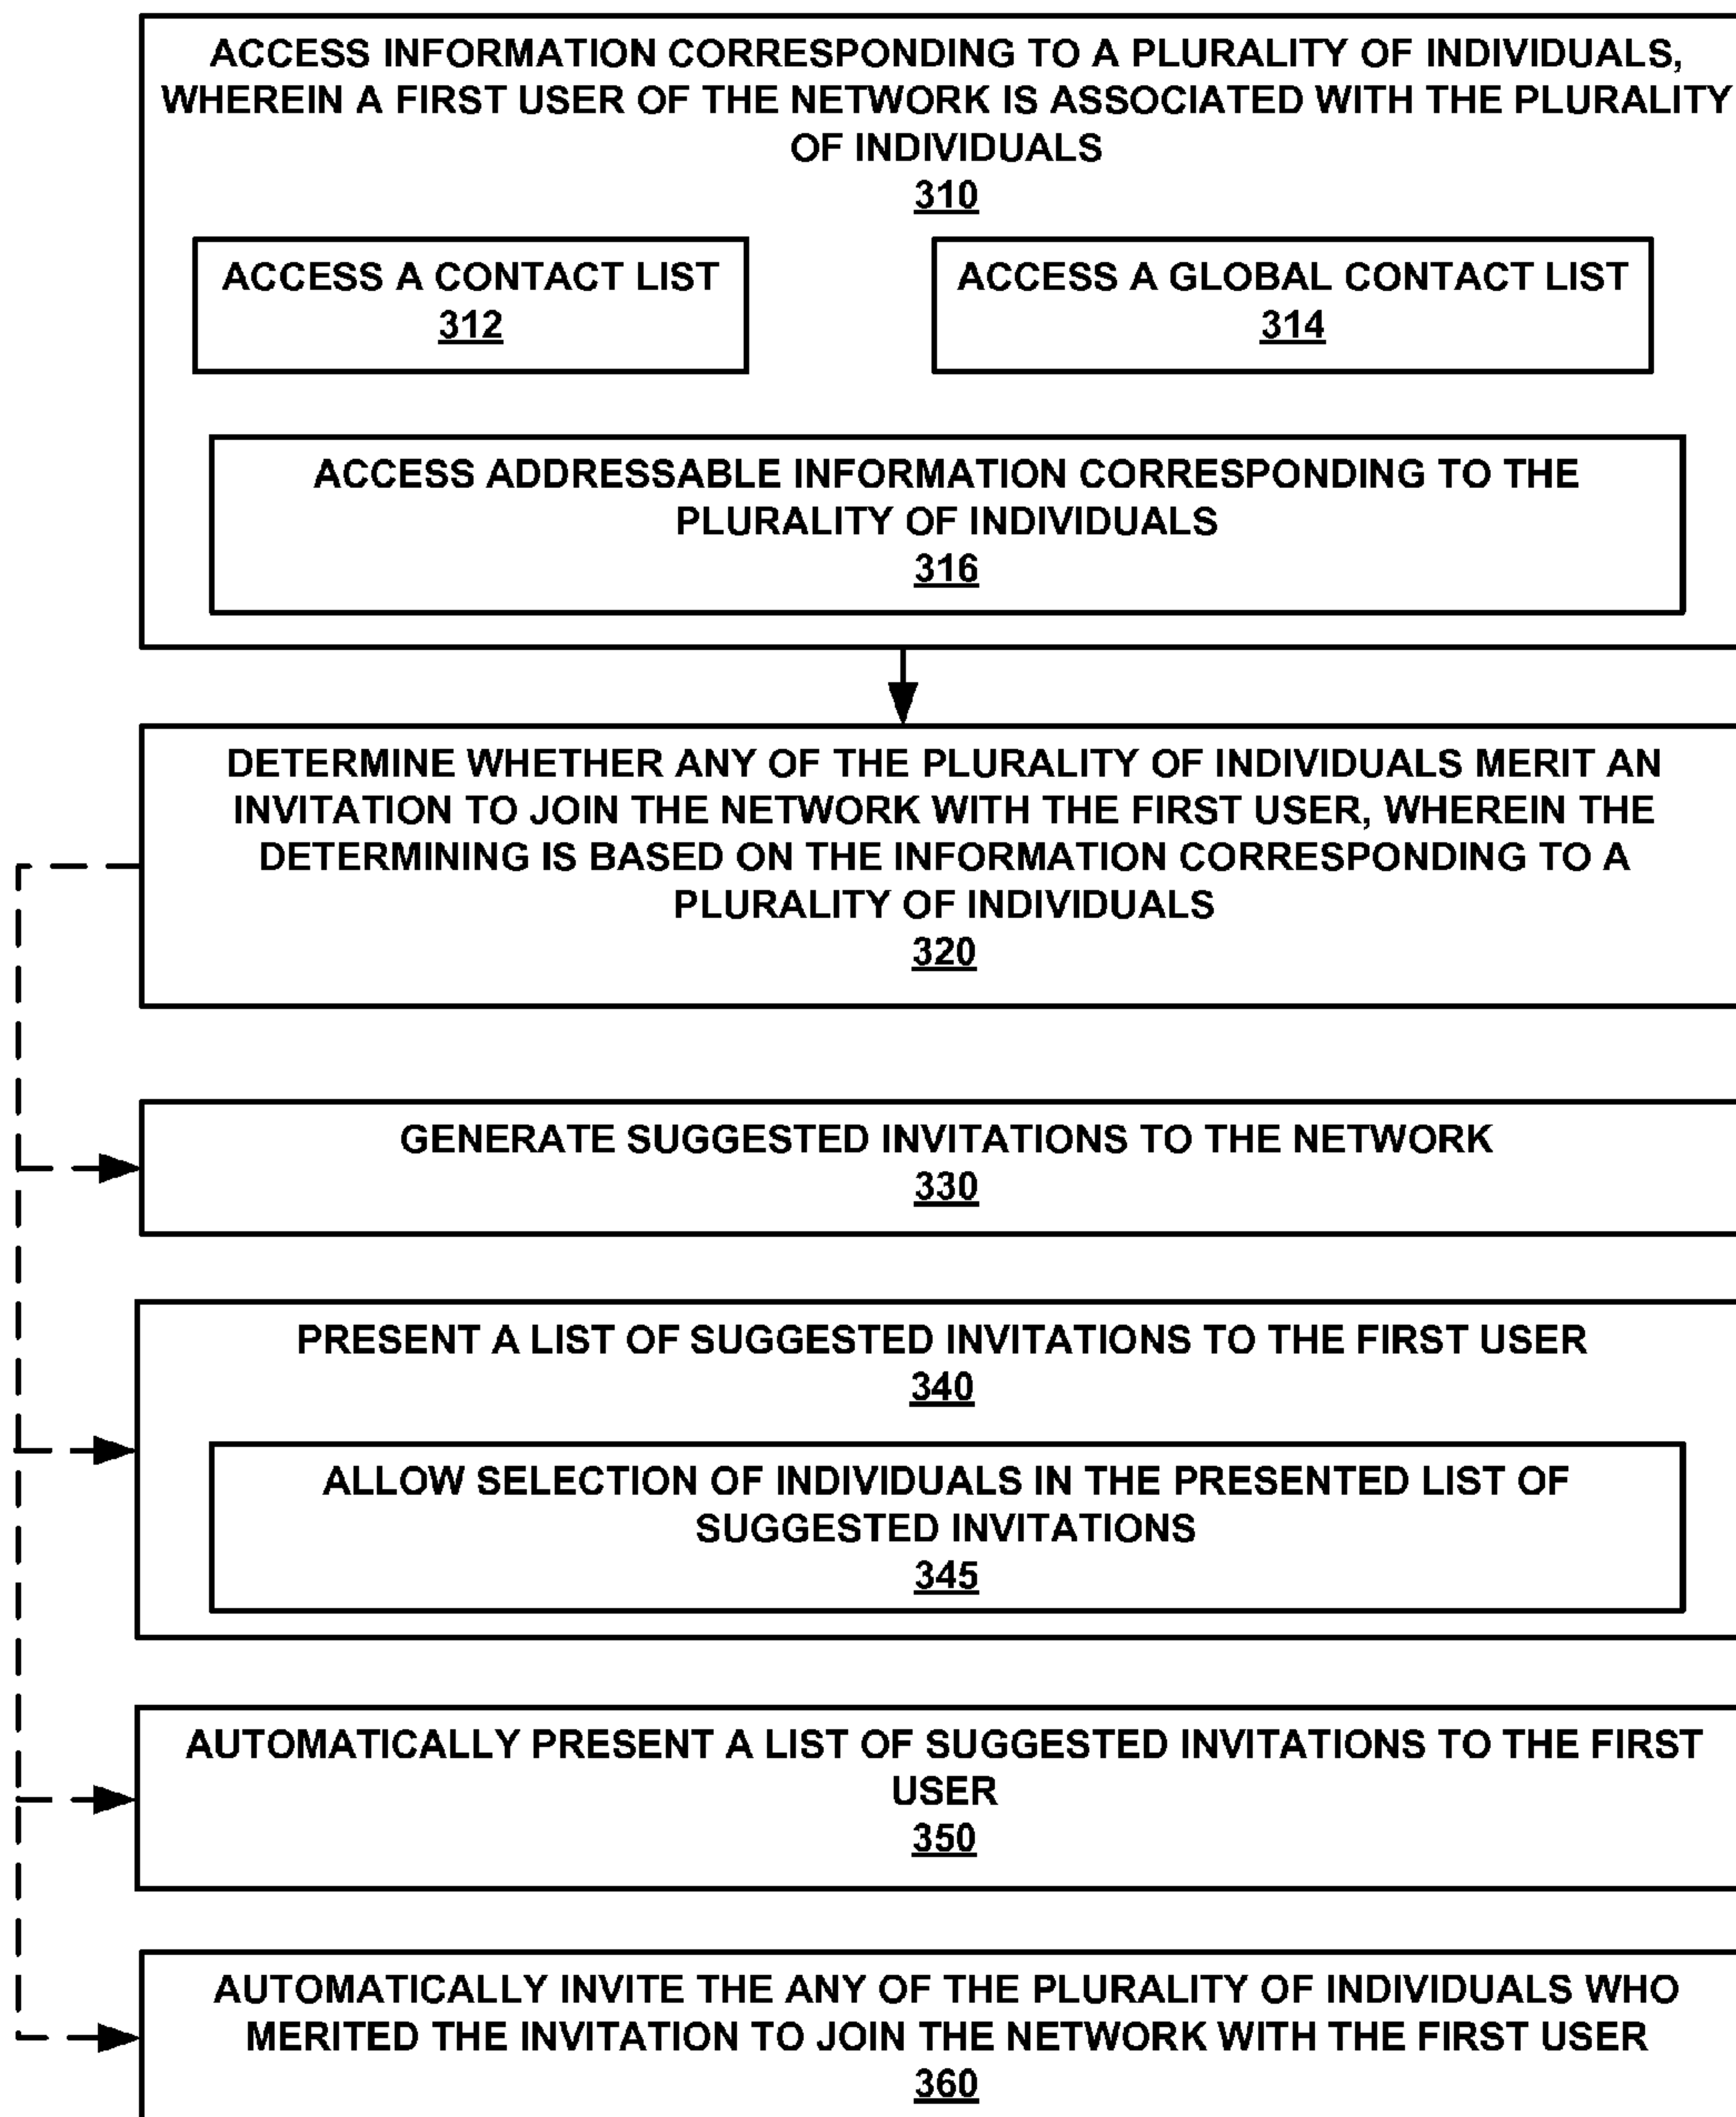 ACCESS INFORMATION CORRESPONDING TO A PLURALITY OF INDIVIDUALS,
WHEREIN A FIRST USER OF THE NETWORK IS ASSOCIATED WITH THE PLURALITY
OF INDIVIDUALS
310
ACCESS A CONTACT LIST
312
ACCESS A GLOBAL CONTACT LIST
314
ACCESS ADDRESSABLE INFORMATION CORRESPONDING TO THE
PLURALITY OF INDIVIDUALS
316
DETERMINE WHETHER ANY OF THE PLURALITY OF INDIVIDUALS MERIT AN
INVITATION TO JOIN THE NETWORK WITH THE FIRST USER, WHEREIN THE
DETERMINING IS BASED ON THE INFORMATION CORRESPONDING TO A
PLURALITY OF INDIVIDUALS
320
GENERATE SUGGESTED INVITATIONS TO THE NETWORK
330
PRESENT A LIST OF SUGGESTED INVITATIONS TO THE FIRST USER
340
ALLOW SELECTION OF INDIVIDUALS IN THE PRESENTED LIST OF
SUGGESTED INVITATIONS
345
AUTOMATICALLY PRESENT A LIST OF SUGGESTED INVITATIONS TO THE FIRST
USER
350
AUTOMATICALLY INVITE THE ANY OF THE PLURALITY OF INDIVIDUALS WHO
MERITED THE INVITATION TO JOIN THE NETWORK WITH THE FIRST USER
360